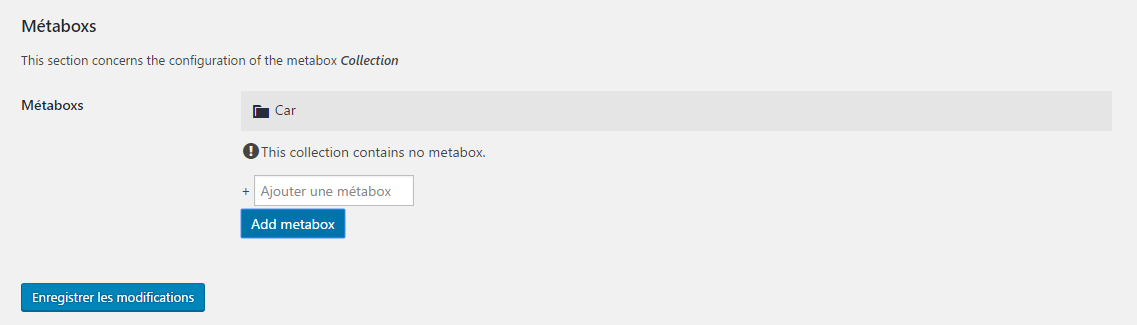 Métaboxs
This section concerns the configuration of the metabox Collection
Métaboxs
Car
This collection contains no metabox.
+ Ajouter une métabox
Add metabox
Enregistrer les modifications